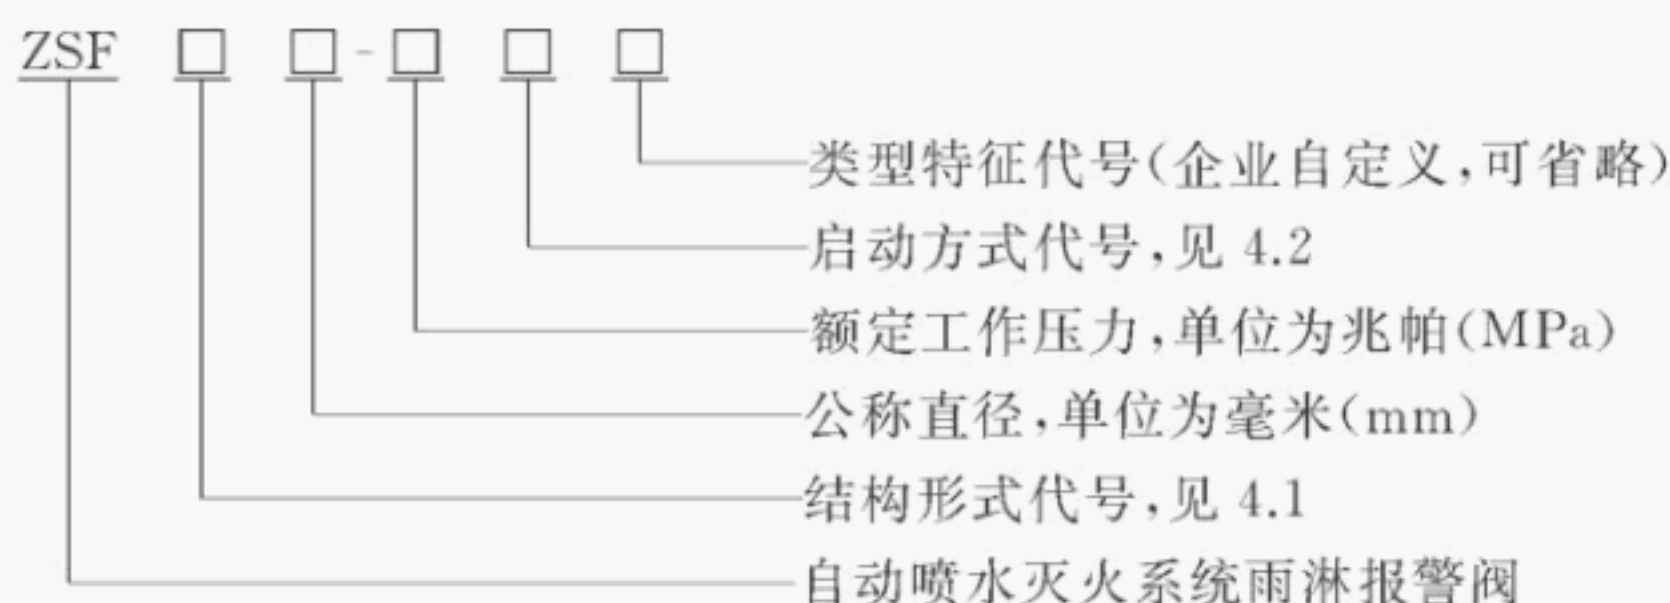 ZSF □ □-□ □ □
类型特征代号(企业自定义,可省略)
启动方式代号,见 4.2
额定工作压力,单位为兆帕(MPa)
公称直径,单位为毫米(mm)
结构形式代号,见 4.1
自动喷水灭火系统雨淋报警阀